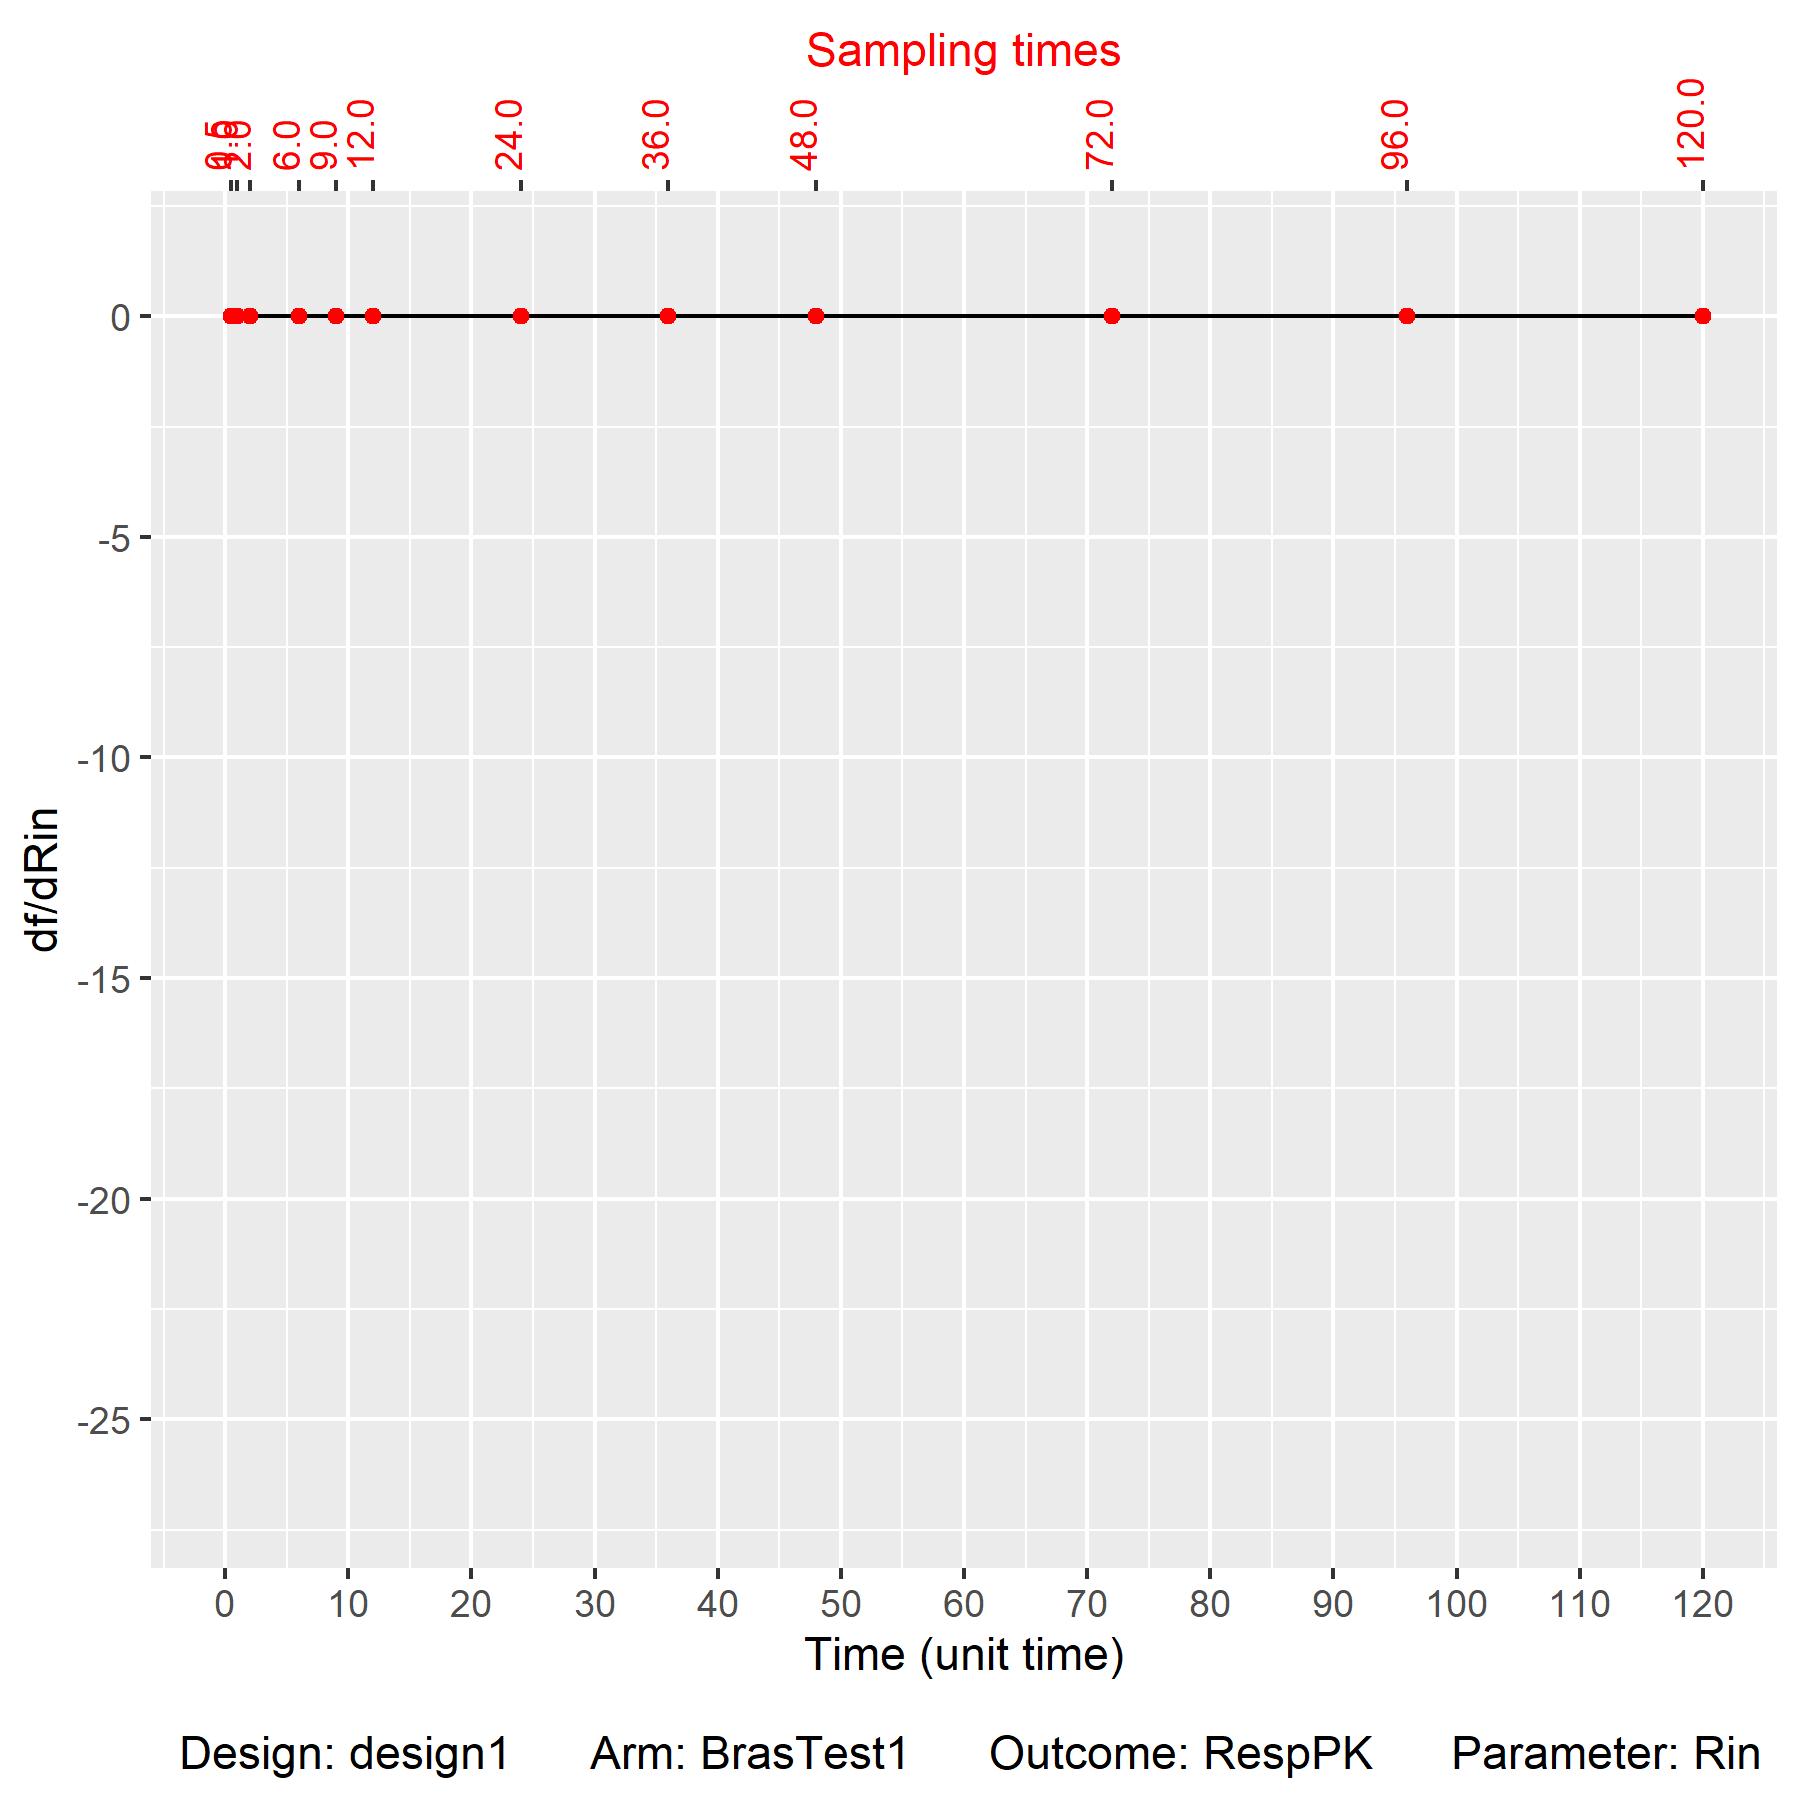 Sampling times
2.0 6.0 9.0 12.0 24.0 36.0 48.0 72.0 96.0 120.0
0
-5
-10
-15
-20
-25
df/dRin
0 10 20 30 40 50 60 70 80 90 100 110 120
Time (unit time)
Design: design1 Arm: BrasTest1 Outcome: RespPK Parameter: Rin